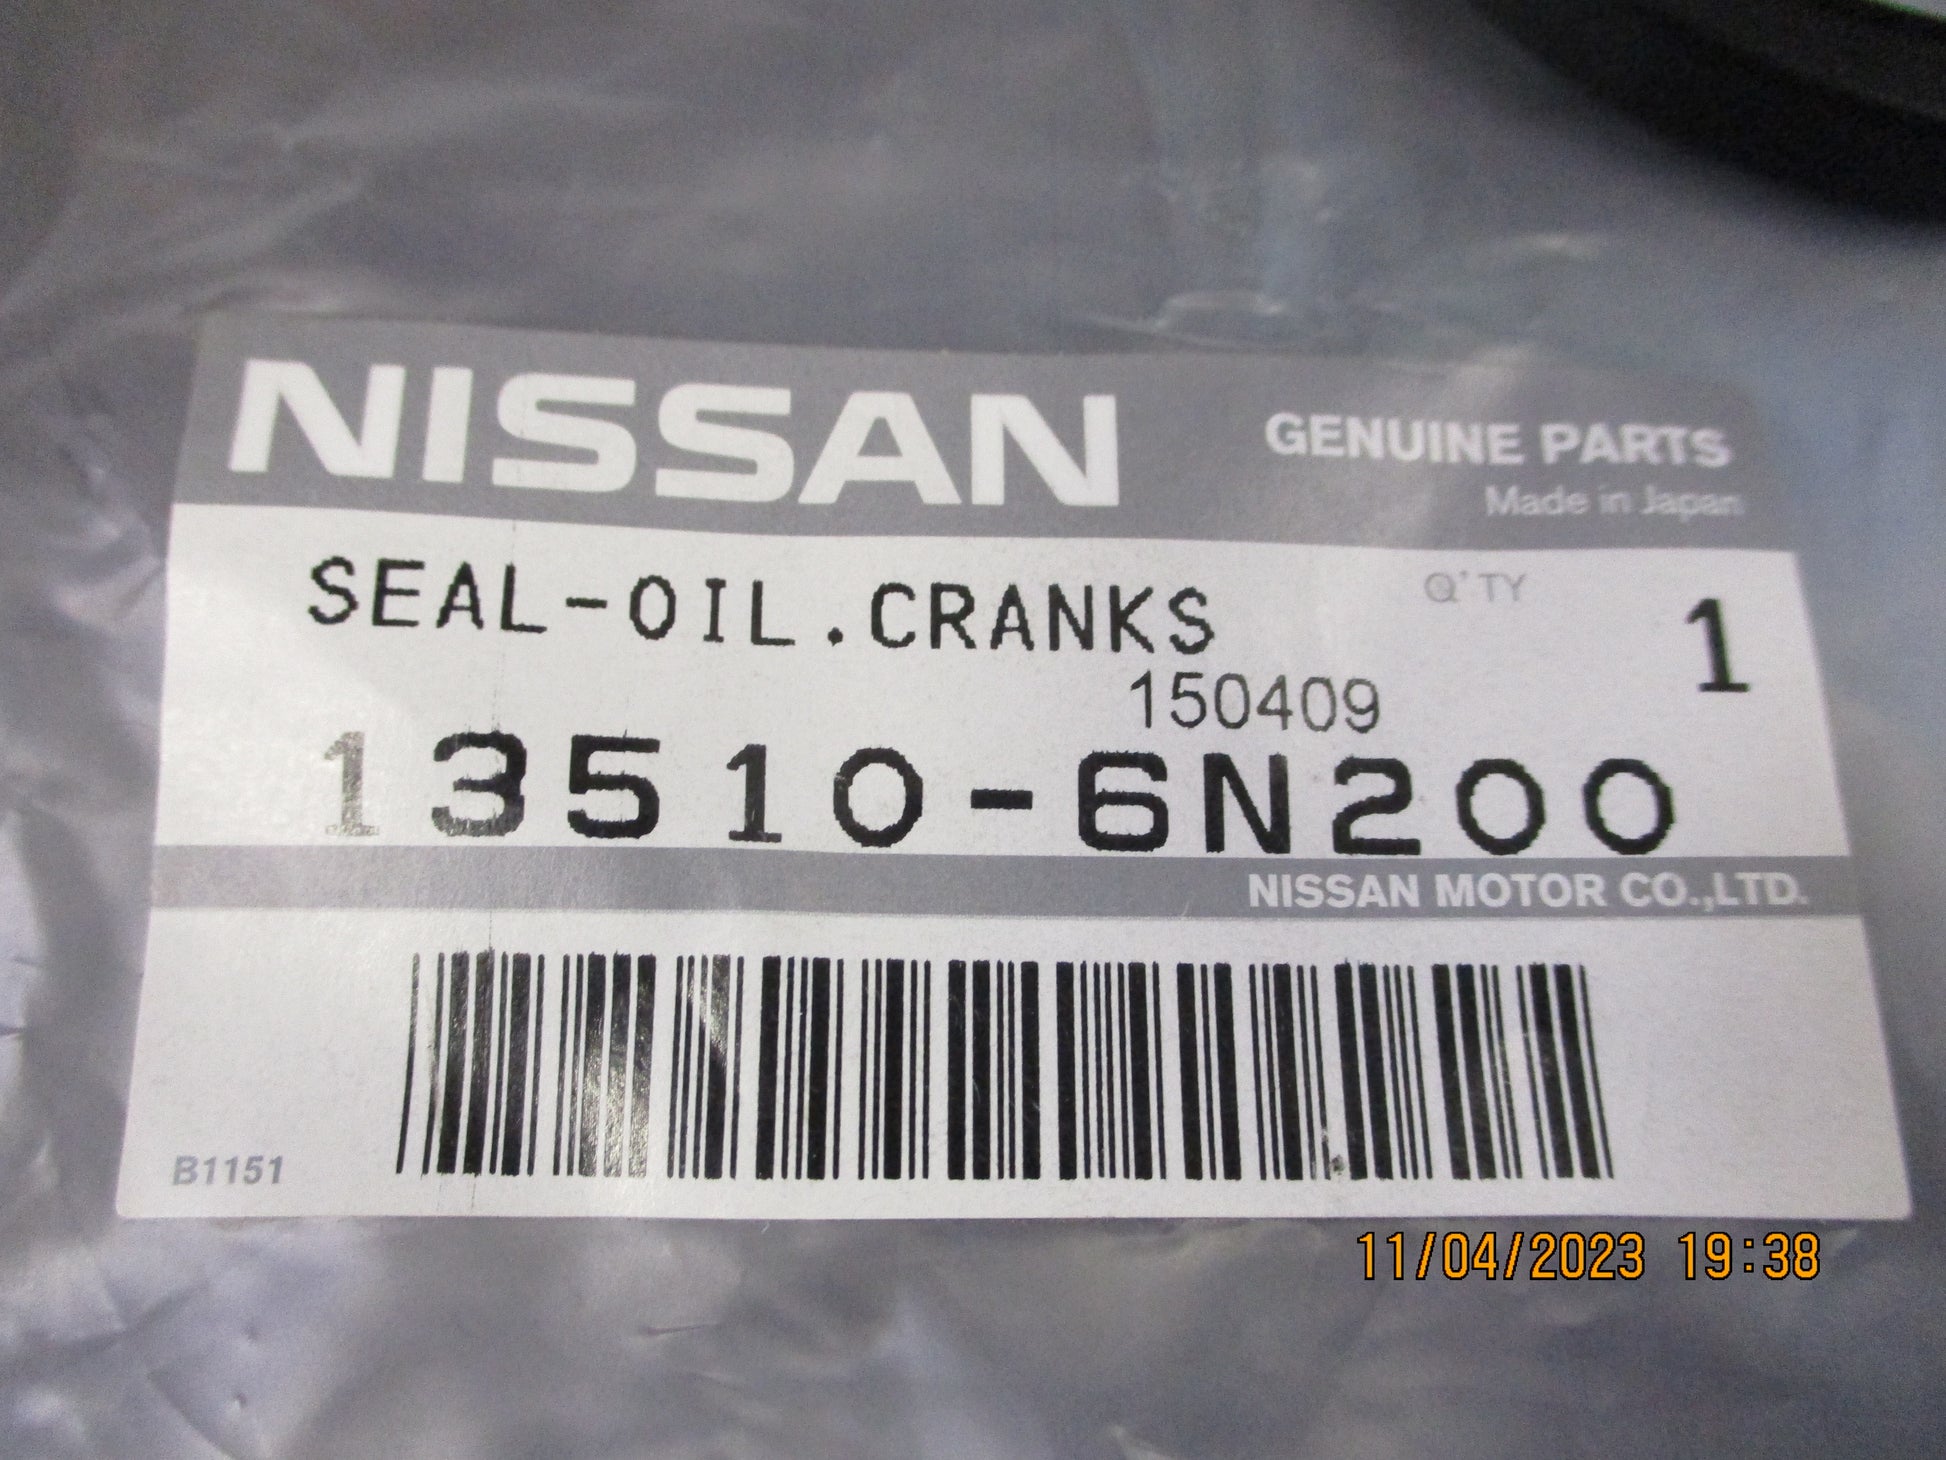 NISSAN
GENUINE PARTS
Made in Japan
SEAL-OIL.CRANKS
Q'TY
1
150409
13510-6N200
NISSAN MOTOR CO.,LTD.
B1151
11/04/2023 19:38